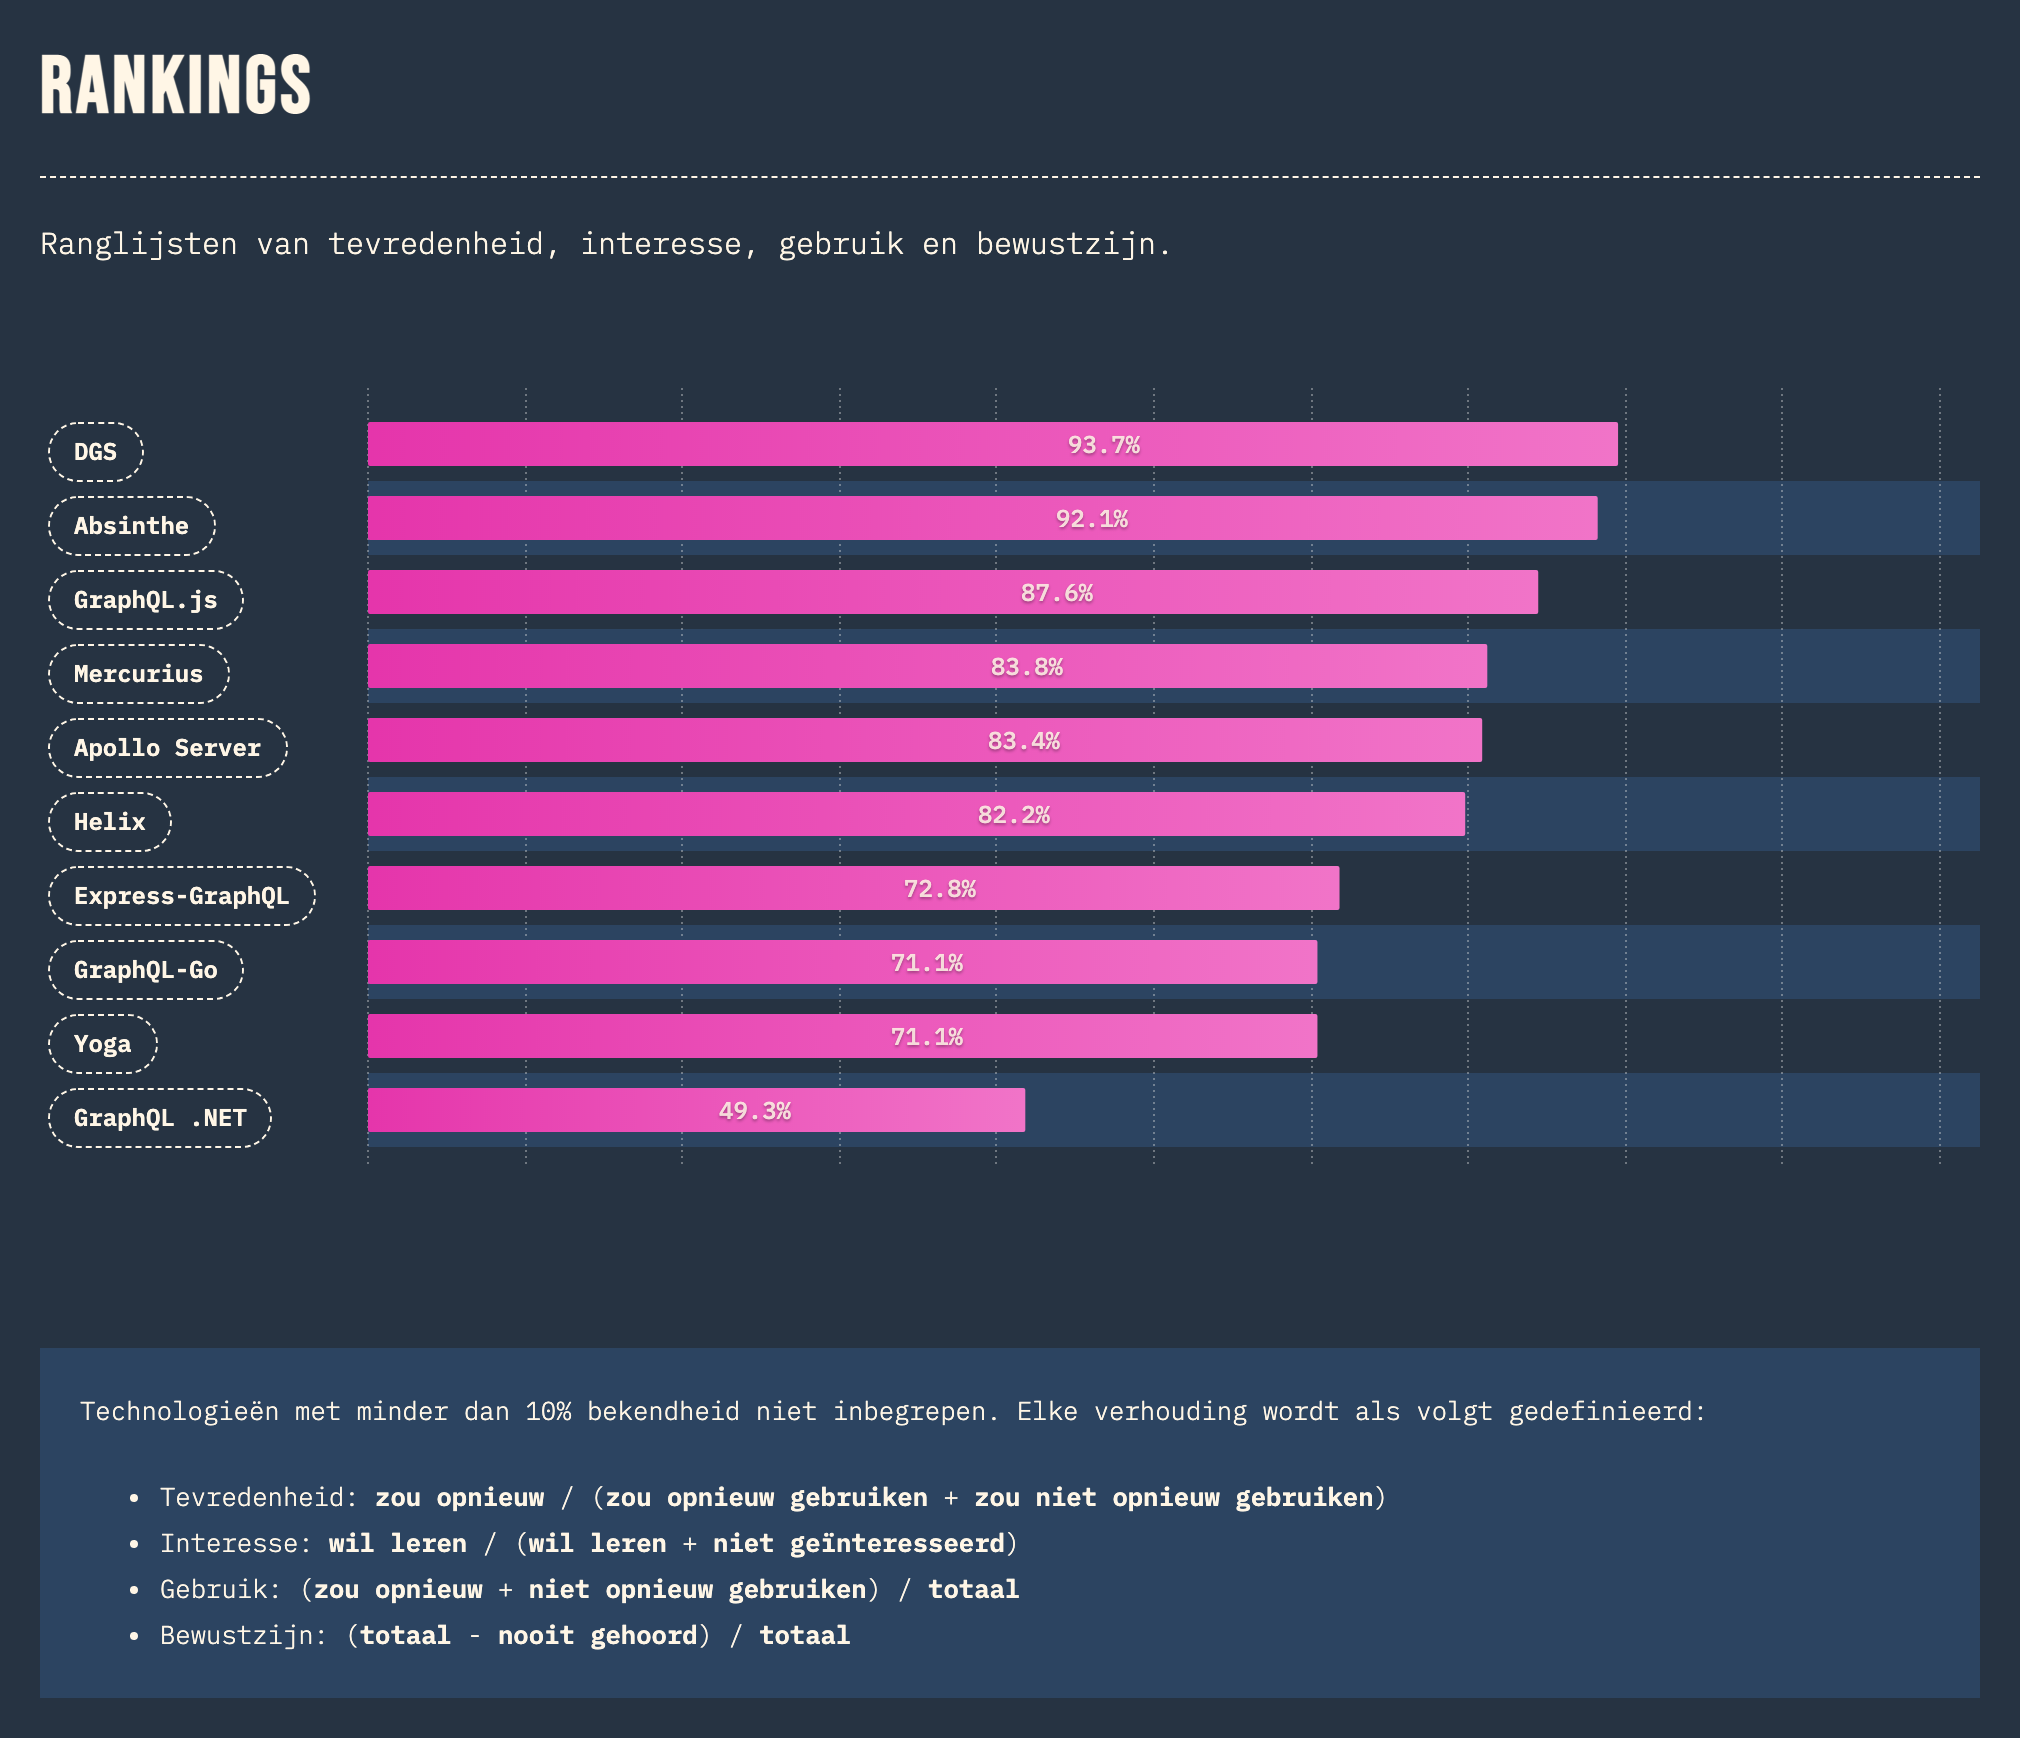 RANKINGS
Ranglijsten van tevredenheid, interesse, gebruik en bewustzijn.
DGS 93.7%
Absinthe 92.1%
GraphQL.js 87.6%
Mercurius 83.8%
Apollo Server 83.4%
Helix 82.2%
Express-GraphQL 72.8%
GraphQL-Go 71.1%
Yoga 71.1%
GraphQL .NET 49.3%
Technologieën met minder dan 10% bekendheid niet inbegrepen. Elke verhouding wordt als volgt gedefinieerd:
• Tevredenheid: zou opnieuw / (zou opnieuw gebruiken + zou niet opnieuw gebruiken)
• Interesse: wil leren / (wil leren + niet geïnteresseerd)
• Gebruik: (zou opnieuw + niet opnieuw gebruiken) / totaal
• Bewustzijn: (totaal - nooit gehoord) / totaal